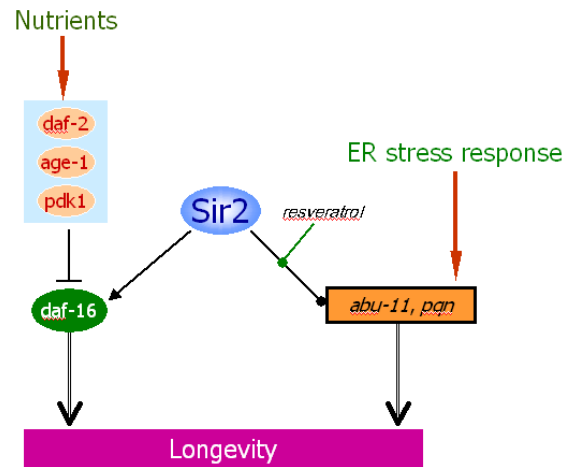 Nutrients
daf-2
age-1
pdk1
ER stress response
Sir2
resveratrol
daf-16
abu-11, pqn
Longevity